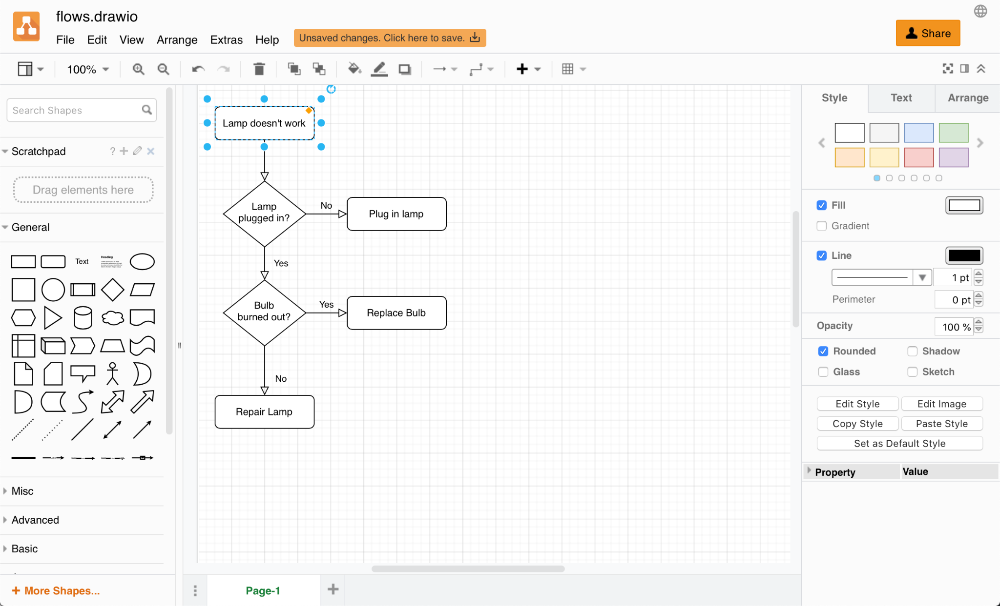 flows.drawio
File Edit View Arrange Extras Help
Unsaved changes. Click here to save.
Share
100%
Search Shapes
Scratchpad
?
Drag elements here
General
Text
Heading
Misc
Advanced
Basic
+ More Shapes...
Lamp doesn't work
Lamp
plugged in?
No
Plug in lamp
Yes
Bulb
burned out?
Yes
Replace Bulb
No
Repair Lamp
Page-1
Style Text Arrange
Fill
Gradient
Line
1 pt
Perimeter
0 pt
Opacity
100 %
Rounded
Shadow
Glass
Sketch
Edit Style
Edit Image
Copy Style
Paste Style
Set as Default Style
Property Value